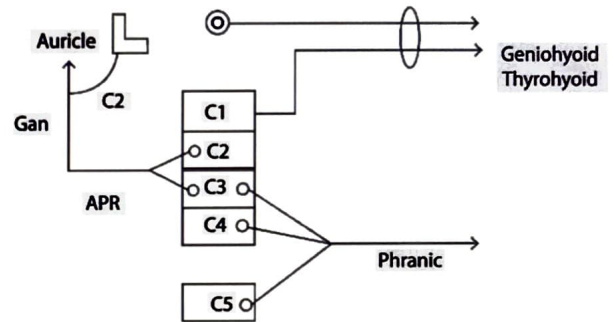 Auricle
C2
Gan
APR
C1
C2
C3
C4
C5
Geniohyoid
Thyrohyoid
Phranic